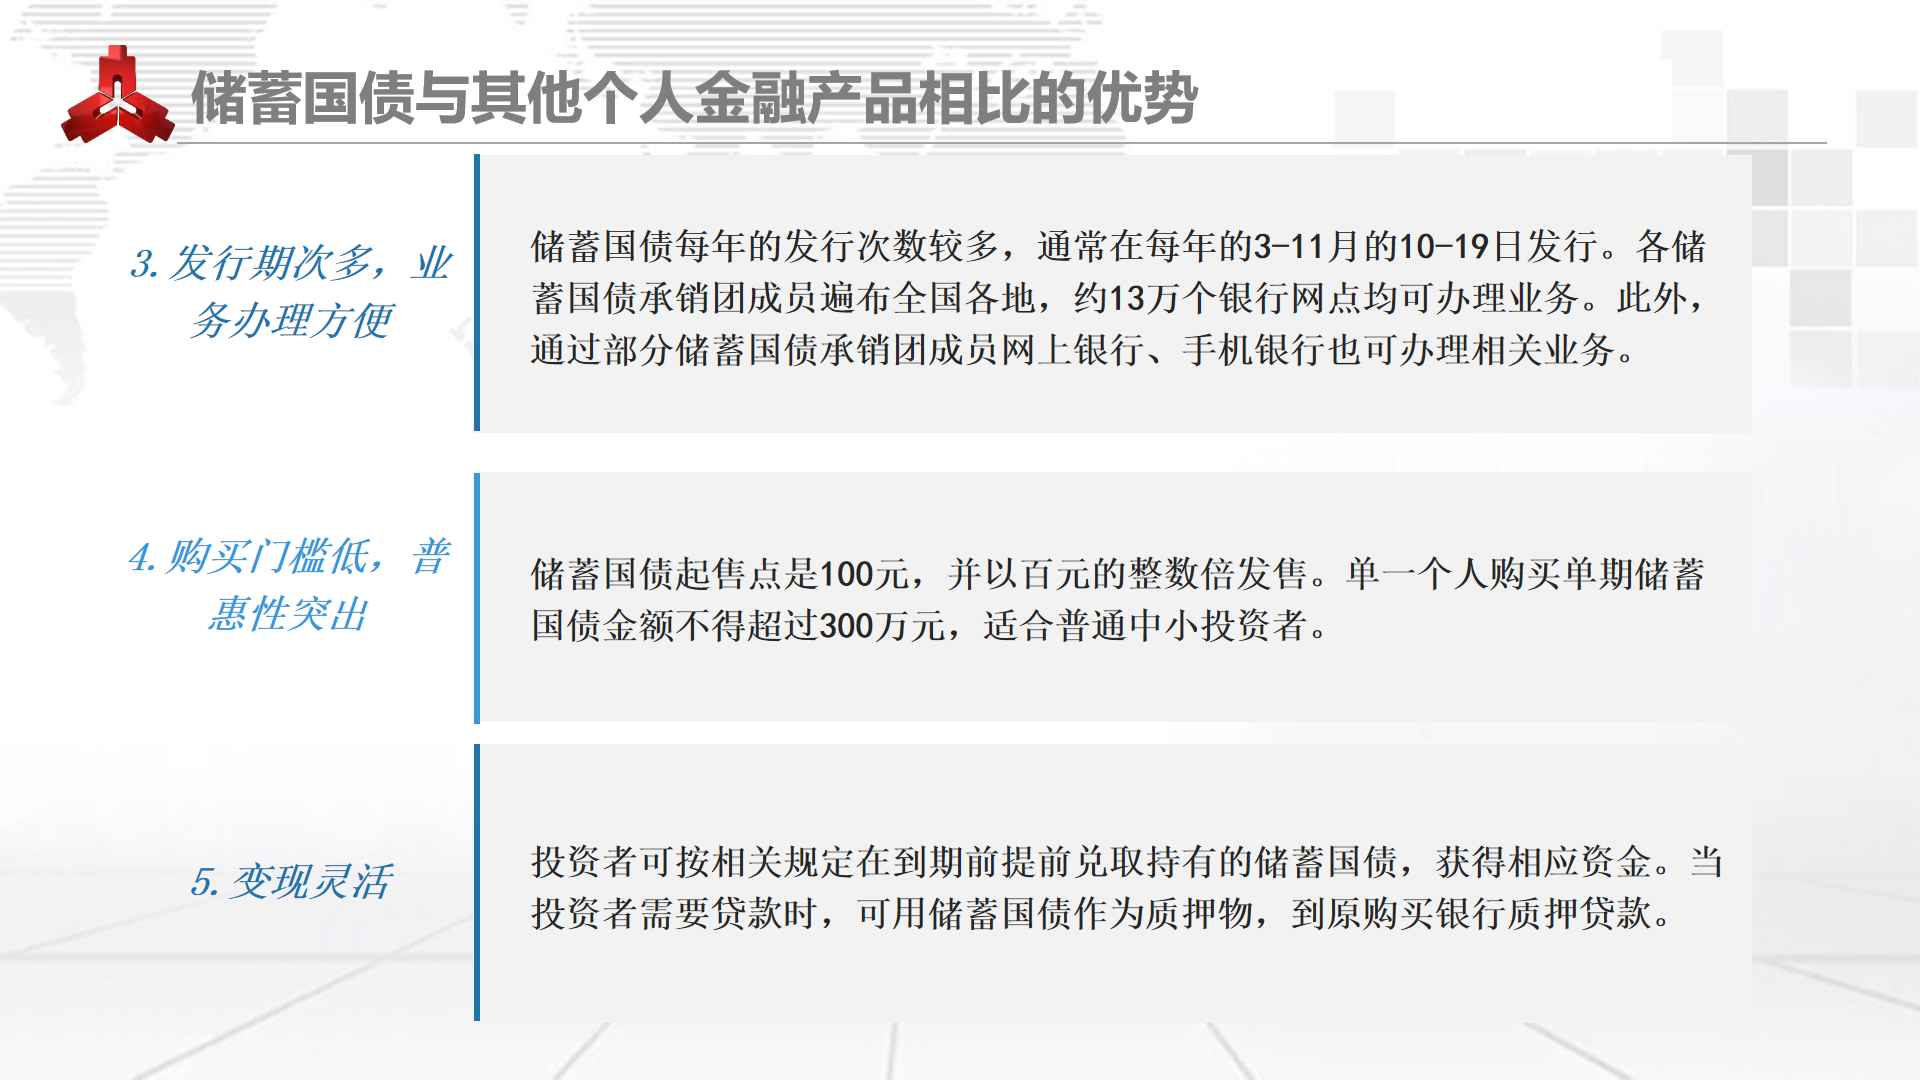 储蓄国债与其他个人金融产品相比的优势
3. 发行期次多，业
务办理方便
储蓄国债每年的发行次数较多，通常在每年的3-11月的10-19日发行。各储
蓄国债承销团成员遍布全国各地，约13万个银行网点均可办理业务。此外，
通过部分储蓄国债承销团成员网上银行、手机银行也可办理相关业务。
4. 购买门槛低，普
惠性突出
储蓄国债起售点是100元，并以百元的整数倍发售。单一个人购买单期储蓄
国债金额不得超过300万元，适合普通中小投资者。
5. 变现灵活
投资者可按相关规定在到期前提前兑取持有的储蓄国债，获得相应资金。当
投资者需要贷款时，可用储蓄国债作为质押物，到原购买银行质押贷款。